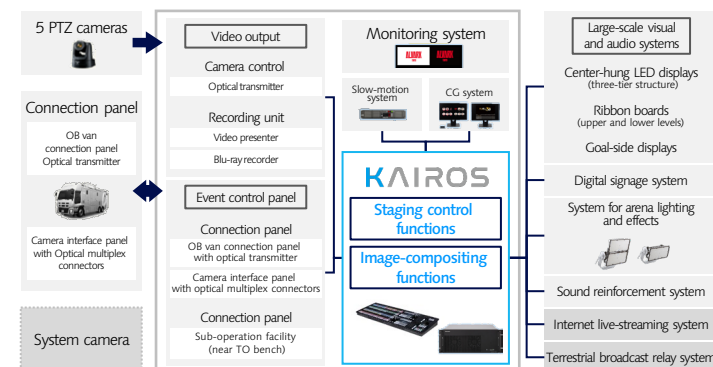 5 PTZ cameras
Connection panel
OB van
connection panel
Optical transmitter
Camera interface panel
with Optical multiplex
connectors
System camera
Video output
Camera control
Optical transmitter
Recording unit
Video presenter
Blu-ray recorder
Event control panel
Connection panel
OB van connection panel
with optical transmitter
Camera interface panel
with optical multiplex connectors
Connection panel
Sub-operation facility
(near TO bench)
Monitoring system
ALVARK
ALVARK
Slow-motion
system
CG system
KAIROS
Staging control
functions
Image-compositing
functions
Large-scale visual
and audio systems
Center-hung LED displays
(three-tier structure)
Ribbon boards
(upper and lower levels)
Goal-side displays
Digital signage system
System for arena lighting
and effects
Sound reinforcement system
Internet live-streaming system
Terrestrial broadcast relay system